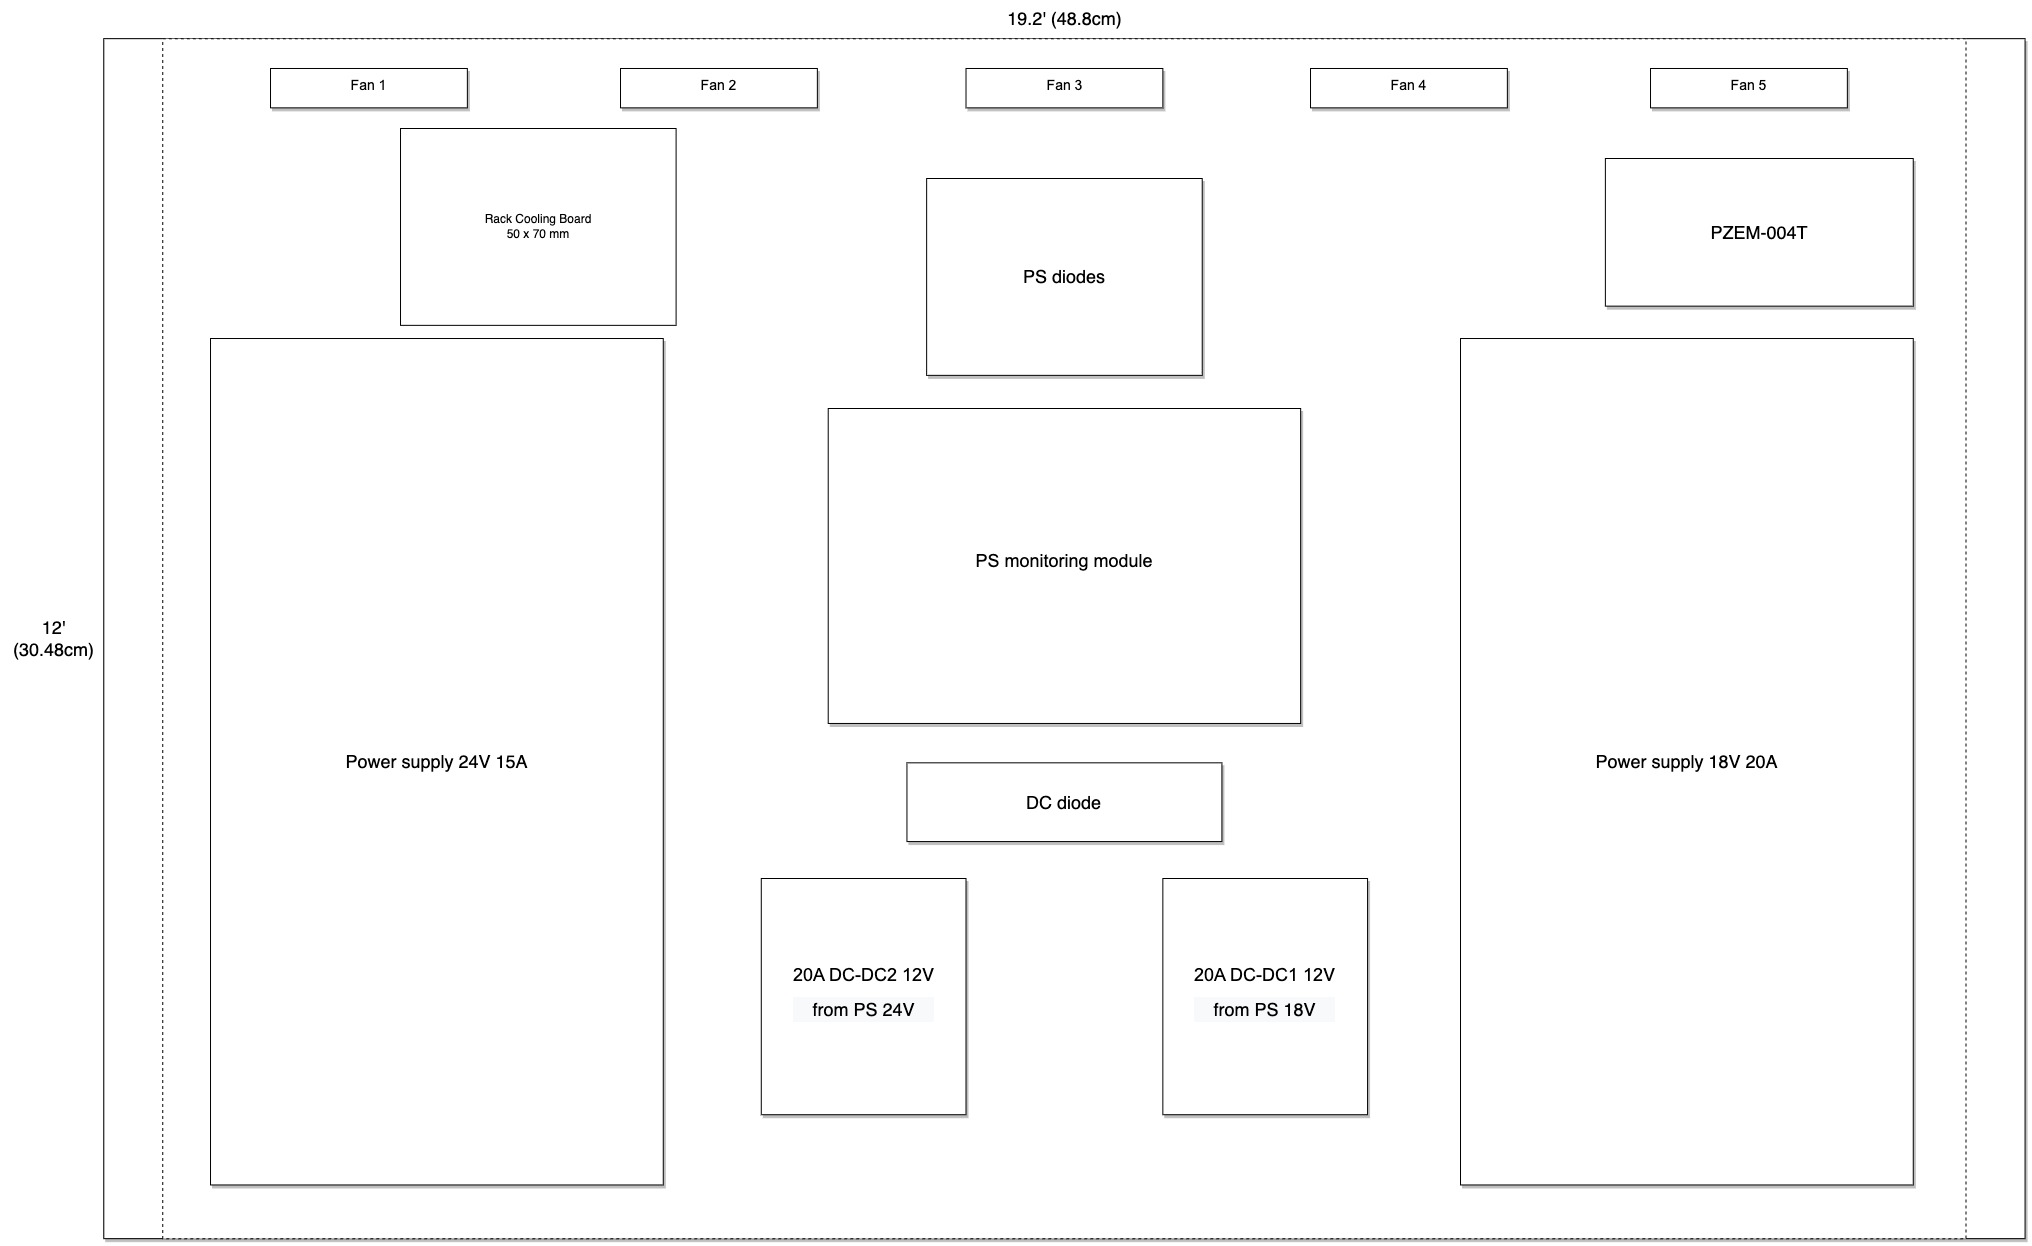 19.2' (48.8cm)
Fan 1
Fan 2
Fan 3
Fan 4
Fan 5
Rack Cooling Board
50 x 70 mm
PS diodes
PZEM-004T
PS monitoring module
12'
(30.48cm)
Power supply 24V 15A
Power supply 18V 20A
DC diode
20A DC-DC2 12V
from PS 24V
20A DC-DC1 12V
from PS 18V